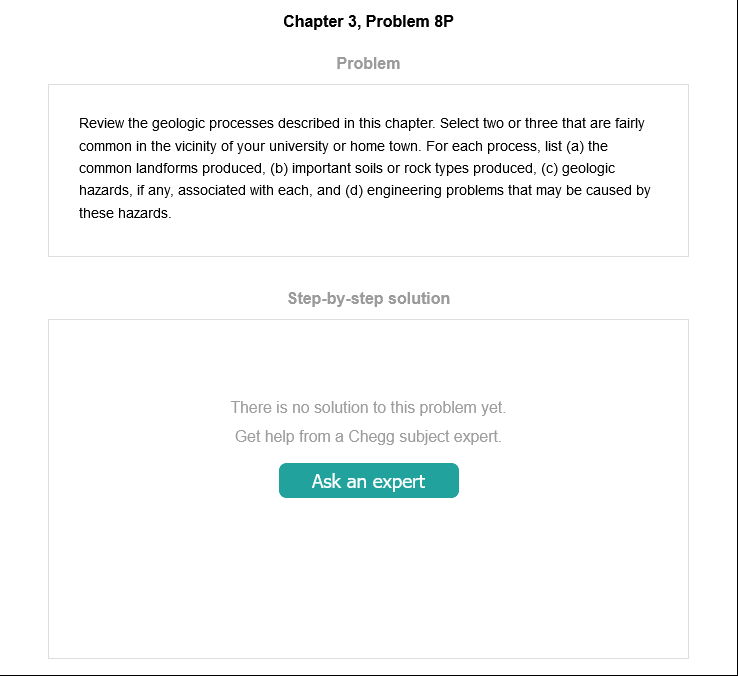 Chapter 3, Problem 8P
Problem
Review the geologic processes described in this chapter. Select two or three that are fairly
common in the vicinity of your university or home town. For each process, list (a) the
common landforms produced, (b) important soils or rock types produced, (c) geologic
hazards, if any, associated with each, and (d) engineering problems that may be caused by
these hazards.
Step-by-step solution
There is no solution to this problem yet.
Get help from a Chegg subject expert.
Ask an expert